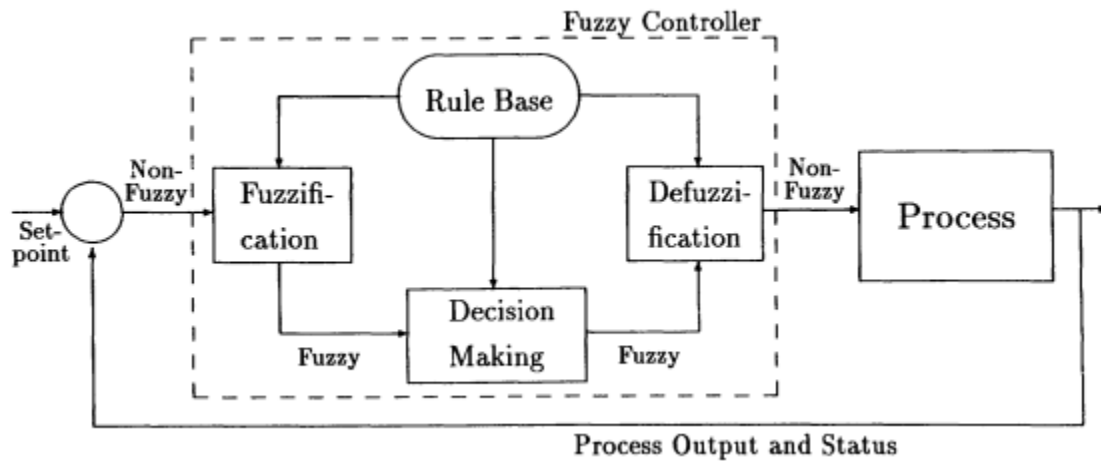 Fuzzy Controller
Rule Base
Non-
Fuzzy
Set-
point
Fuzzifi-
cation
Defuzzi-
fication
Non-
Fuzzy
Process
Decision
Making
Fuzzy
Fuzzy
Process Output and Status